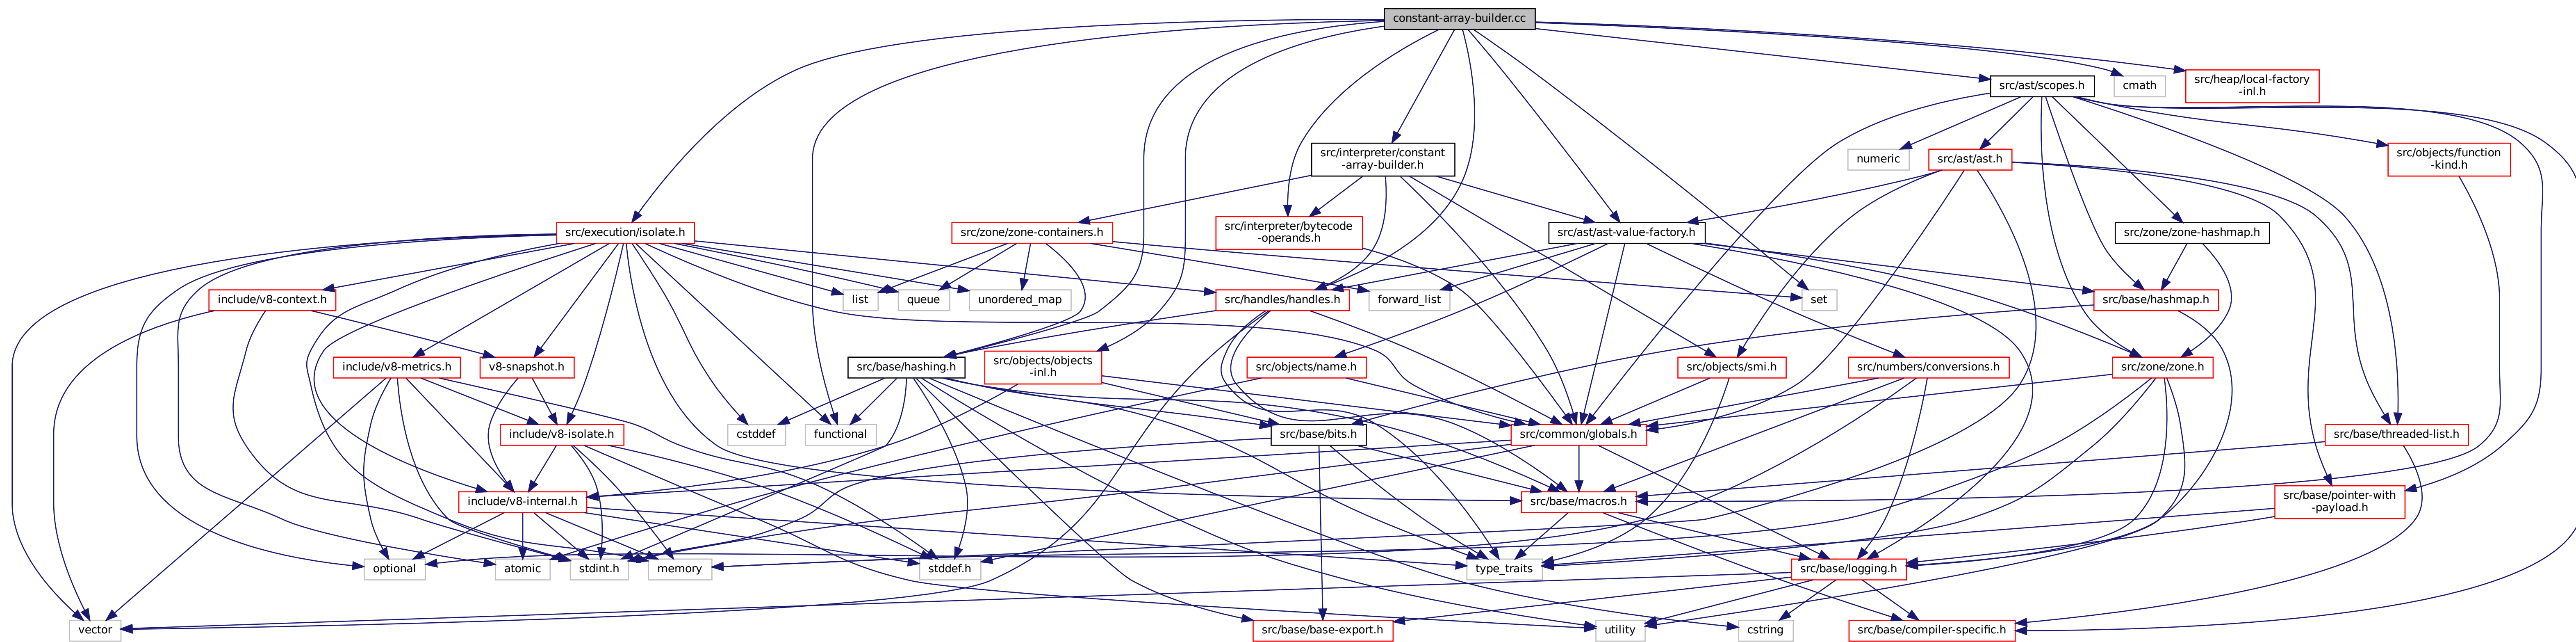 constant-array-builder.cc
src/ast/scopes.h
cmath
src/heap/local-factory
-inl.h
src/interpreter/constant
-array-builder.h
numeric
src/ast/ast.h
src/objects/function
-kind.h
src/execution/isolate.h
src/zone/zone-containers.h
src/interpreter/bytecode
-operands.h
src/ast/ast-value-factory.h
src/zone/zone-hashmap.h
include/v8-context.h
list
queue
unordered_map
src/handles/handles.h
forward_list
set
src/base/hashmap.h
include/v8-metrics.h
v8-snapshot.h
src/base/hashing.h
src/objects/objects
-inl.h
src/objects/name.h
src/objects/smi.h
src/numbers/conversions.h
src/zone/zone.h
include/v8-isolate.h
cstddef
functional
src/base/bits.h
src/common/globals.h
src/base/threaded-list.h
include/v8-internal.h
src/base/macros.h
src/base/pointer-with
-payload.h
optional
atomic
stdint.h
memory
stddef.h
type_traits
src/base/logging.h
vector
src/base/base-export.h
utility
cstring
src/base/compiler-specific.h